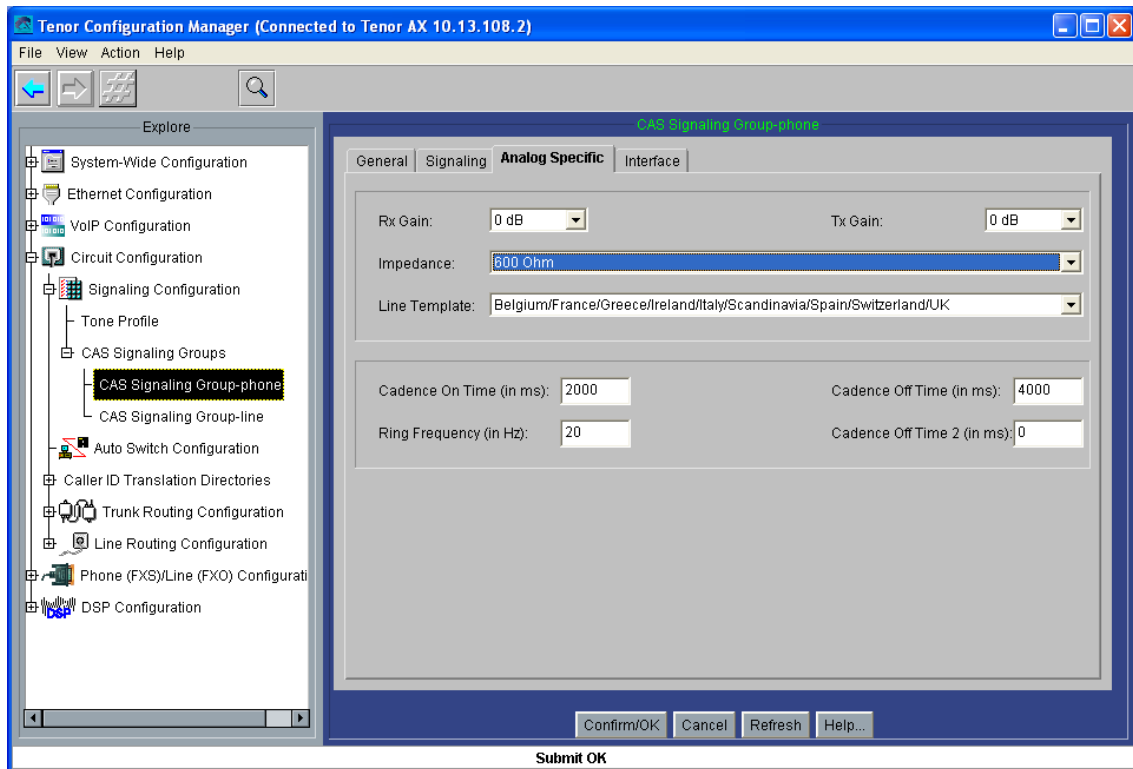 Tenor Configuration Manager (Connected to Tenor AX 10.13.108.2)
File View Action Help
Explore
System-Wide Configuration
Ethernet Configuration
VoIP Configuration
Circuit Configuration
Signaling Configuration
Tone Profile
CAS Signaling Groups
CAS Signaling Group-phone
CAS Signaling Group-line
Auto Switch Configuration
Caller ID Translation Directories
Trunk Routing Configuration
Line Routing Configuration
Phone (FXS)/Line (FXO) Configurati
DSP DSP Configuration
CAS Signaling Group-phone
General Signaling Analog Specific Interface
Rx Gain: 0 dB Tx Gain: 0 dB
Impedance: 600 Ohm
Line Template: Belgium/France/Greece/Ireland/Italy/Scandinavia/Spain/Switzerland/UK
Cadence On Time (in ms): 2000 Cadence Off Time (in ms): 4000
Ring Frequency (in Hz): 20 Cadence Off Time 2 (in ms): 0
Confirm/OK Cancel Refresh Help...
Submit OK